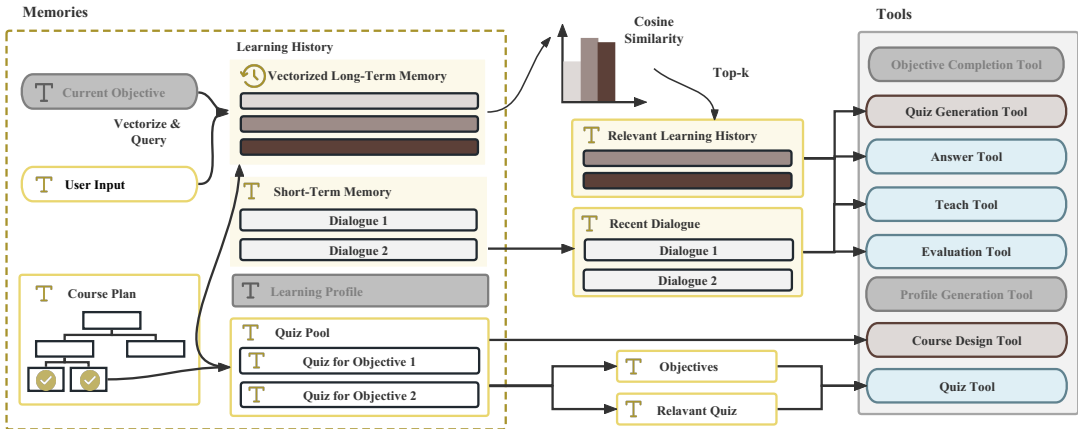 Memories
Learning History
Vectorized Long-Term Memory
Current Objective
Vectorize &
Query
User Input
Short-Term Memory
Dialogue 1
Dialogue 2
Course Plan
Learning Profile
Quiz Pool
Quiz for Objective 1
Quiz for Objective 2
Cosine
Similarity
Top-k
Relevant Learning History
Recent Dialogue
Dialogue 1
Dialogue 2
Objectives
Relavant Quiz
Tools
Objective Completion Tool
Quiz Generation Tool
Answer Tool
Teach Tool
Evaluation Tool
Profile Generation Tool
Course Design Tool
Quiz Tool